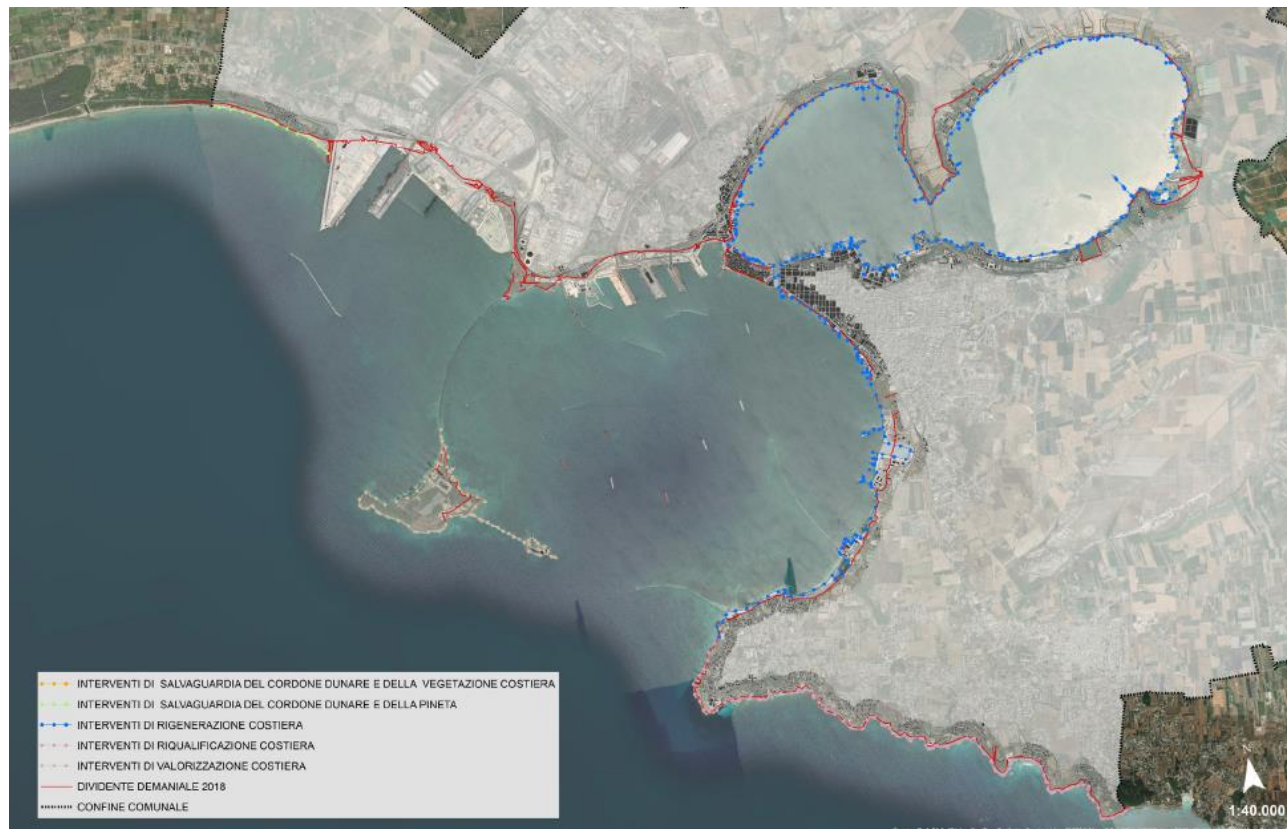 INTERVENTI DI SALVAGUARDIA DEL CORDONE DUNARE E DELLA VEGETAZIONE COSTIERA
INTERVENTI DI SALVAGUARDIA DEL CORDONE DUNARE E DELLA PINETA
INTERVENTI DI RIGENERAZIONE COSTIERA
INTERVENTI DI RIQUALIFICAZIONE COSTIERA
INTERVENTI DI VALORIZZAZIONE COSTIERA
DIVIDENTE DEMANIALE 2018
CONFINE COMUNALE
N
1:40.000